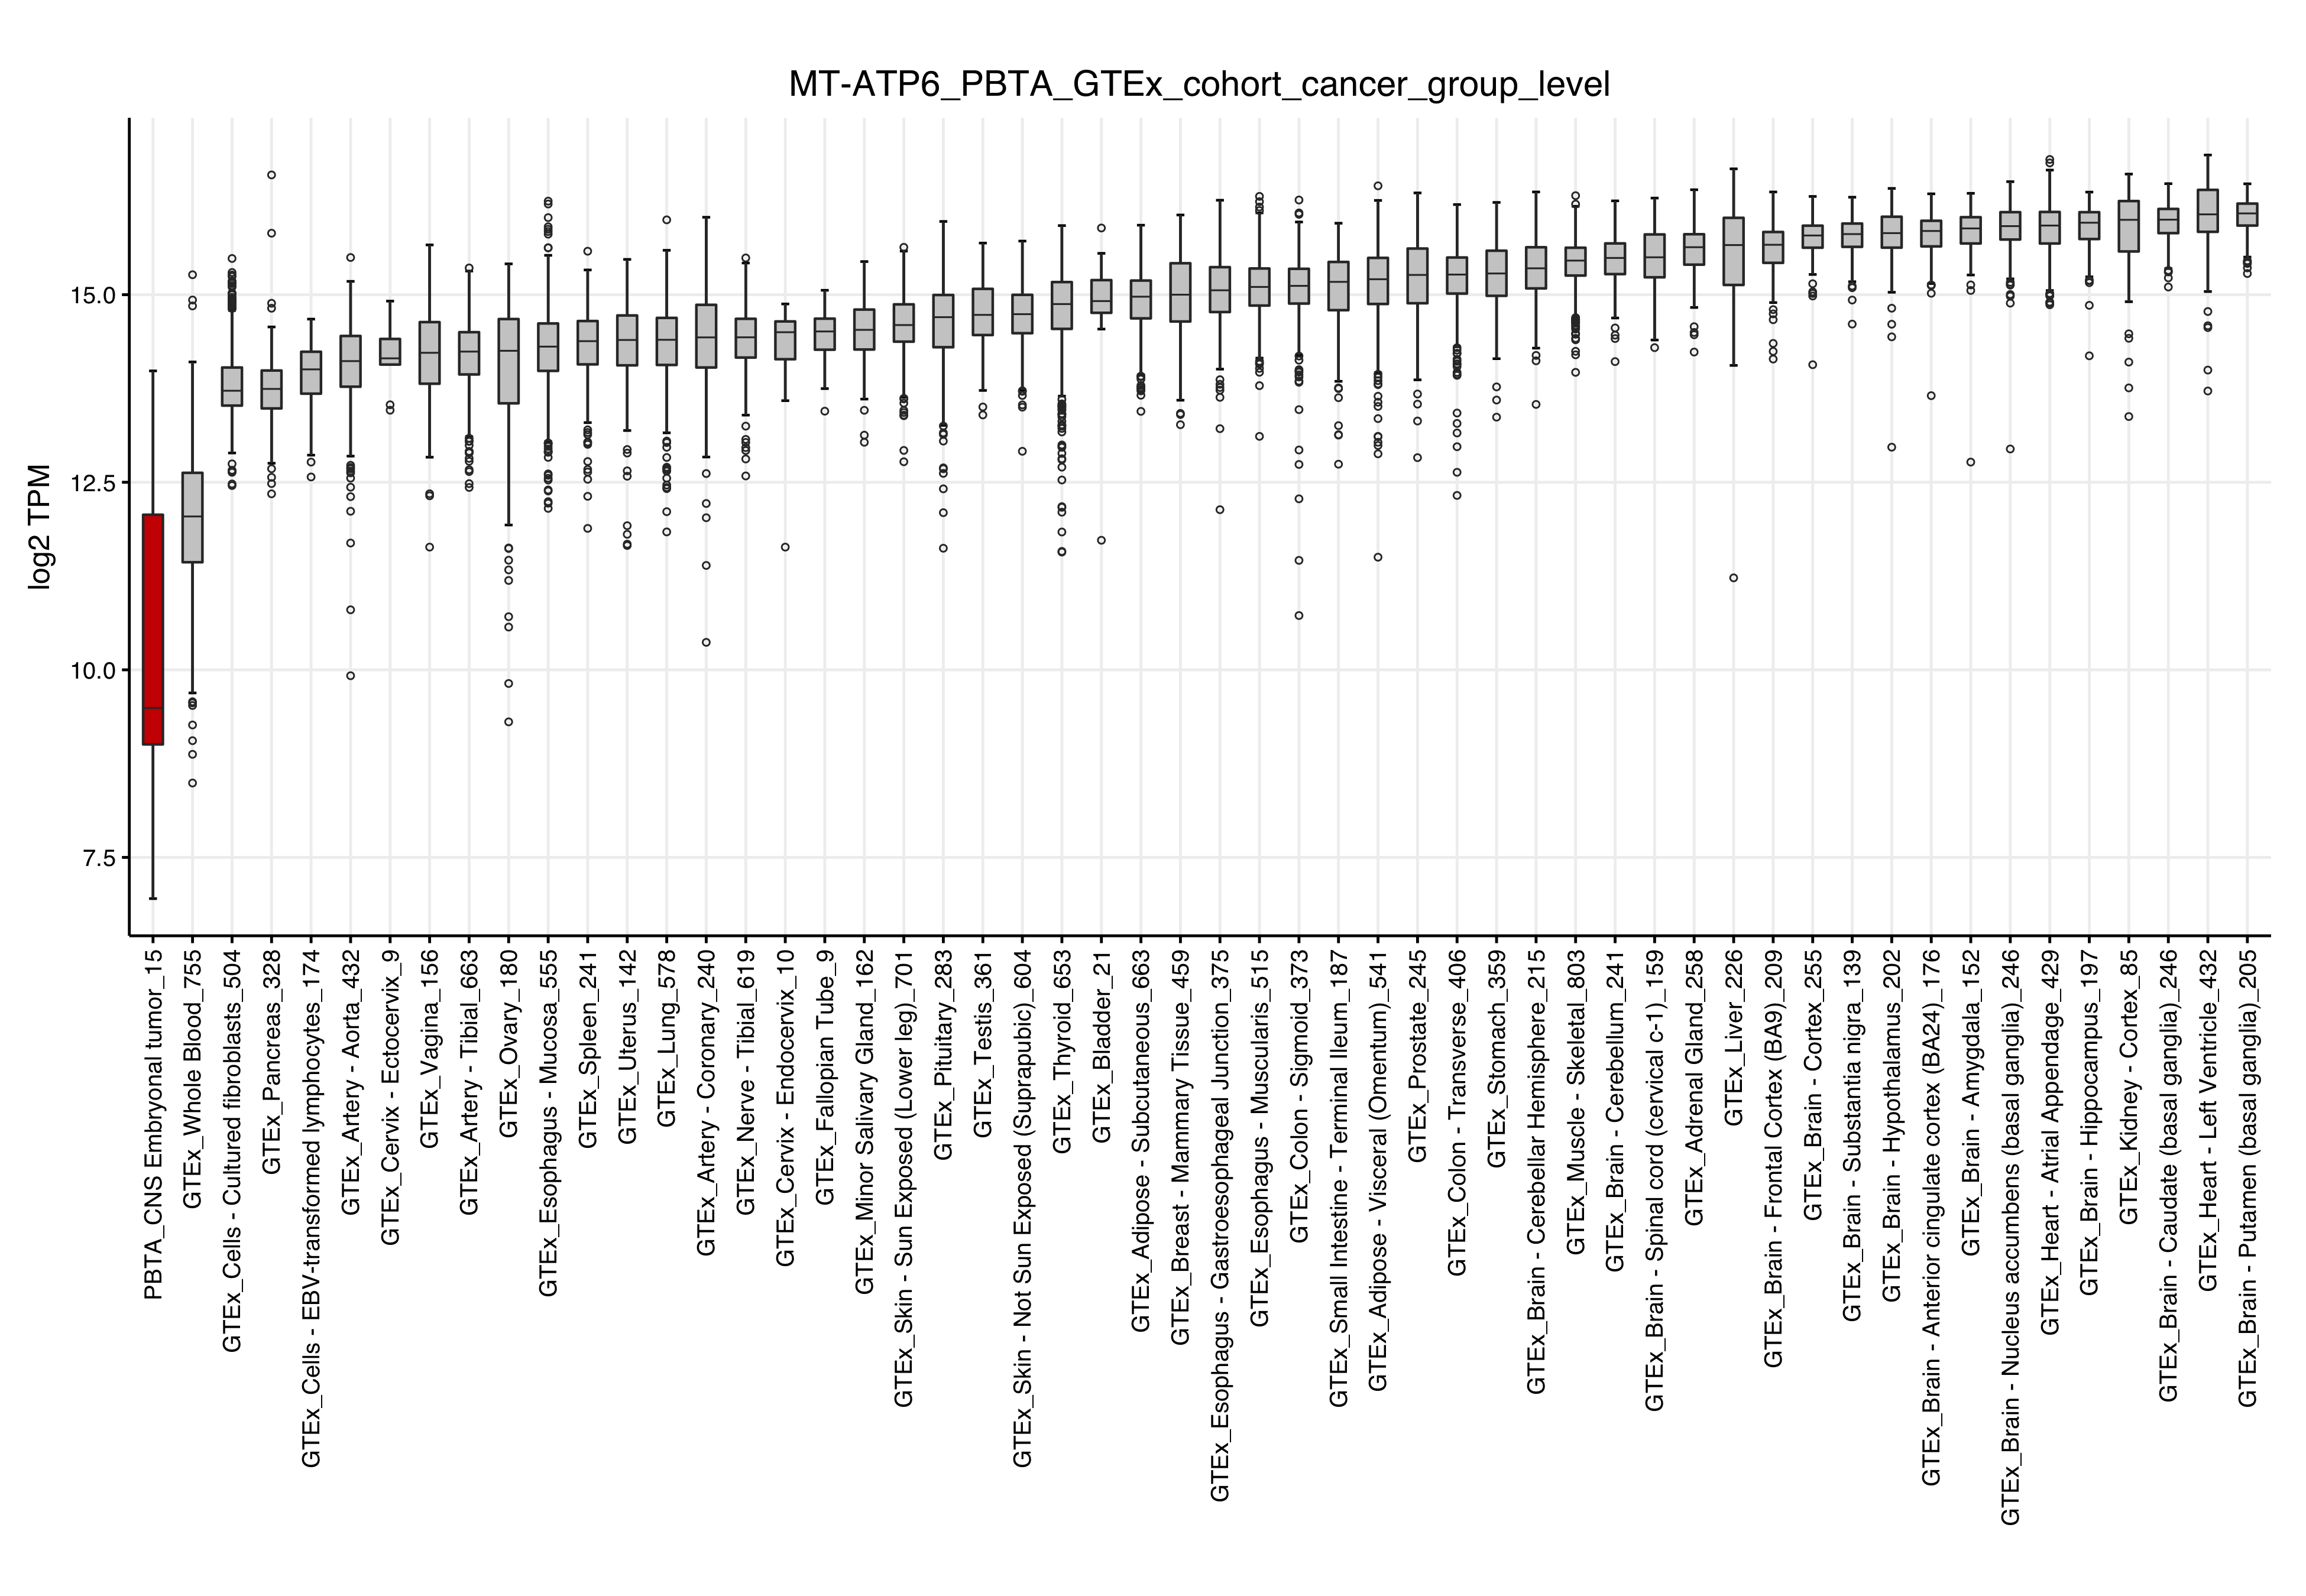 MT-ATP6_PBTA_GTEx_cohort_cancer_group_level
log2 TPM
15.0
12.5
10.0
7.5
PBTA_CNS Embryonal tumor_15
GTEx_Whole Blood_755
GTEx_Cells - Cultured fibroblasts_504
GTEx_Pancreas_328
GTEx_Cells - EBV-transformed lymphocytes_174
GTEx_Artery - Aorta_432
GTEx_Cervix - Ectocervix_9
GTEx_Vagina_156
GTEx_Artery - Tibial_663
GTEx_Ovary_180
GTEx_Esophagus - Mucosa_555
GTEx_Spleen_241
GTEx_Uterus_142
GTEx_Lung_578
GTEx_Artery - Coronary_240
GTEx_Nerve - Tibial_619
GTEx_Cervix - Endocervix_10
GTEx_Fallopian Tube_9
GTEx_Minor Salivary Gland_162
GTEx_Skin - Sun Exposed (Lower leg)_701
GTEx_Pituitary_283
GTEx_Testis_361
GTEx_Skin - Not Sun Exposed (Suprapubic)_604
GTEx_Thyroid_653
GTEx_Bladder_21
GTEx_Adipose - Subcutaneous_663
GTEx_Breast - Mammary Tissue_459
GTEx_Esophagus - Gastroesophageal Junction_375
GTEx_Esophagus - Muscularis_515
GTEx_Colon - Sigmoid_373
GTEx_Small Intestine - Terminal Ileum_187
GTEx_Adipose - Visceral (Omentum)_541
GTEx_Prostate_245
GTEx_Colon - Transverse_406
GTEx_Stomach_359
GTEx_Brain - Cerebellar Hemisphere_215
GTEx_Muscle - Skeletal_803
GTEx_Brain - Cerebellum_241
GTEx_Brain - Spinal cord (cervical c-1)_159
GTEx_Adrenal Gland_258
GTEx_Liver_226
GTEx_Brain - Frontal Cortex (BA9)_209
GTEx_Brain - Cortex_255
GTEx_Brain - Substantia nigra_139
GTEx_Brain - Hypothalamus_202
GTEx_Brain - Anterior cingulate cortex (BA24)_176
GTEx_Brain - Amygdala_152
GTEx_Brain - Nucleus accumbens (basal ganglia)_246
GTEx_Heart - Atrial Appendage_429
GTEx_Brain - Hippocampus_197
GTEx_Kidney - Cortex_85
GTEx_Brain - Caudate (basal ganglia)_246
GTEx_Heart - Left Ventricle_432
GTEx_Brain - Putamen (basal ganglia)_205